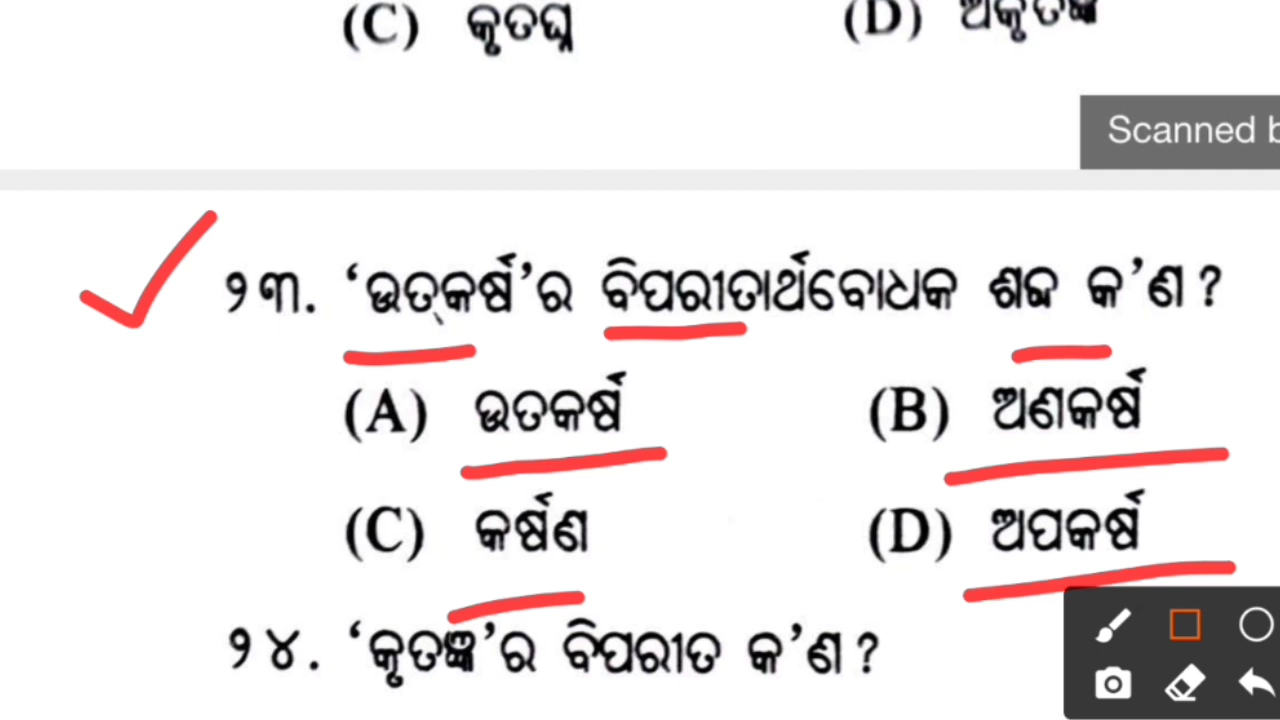 (C) କୃତଘ୍ନ (D) ଅକୃତଜ୍ଞ
Scanned b
୨୩. ‘ଉତ୍କର୍ଷ’ର ବିପରୀତାର୍ଥବୋଧକ ଶବ୍ଦ କ’ଣ ?
(A) ଉତକର୍ଷ (B) ଅଣକର୍ଷ
(C) କର୍ଷଣ (D) ଅପକର୍ଷ
୨୪. ‘କୃତଜ୍ଞ’ର ବିପରୀତ କ’ଣ ?